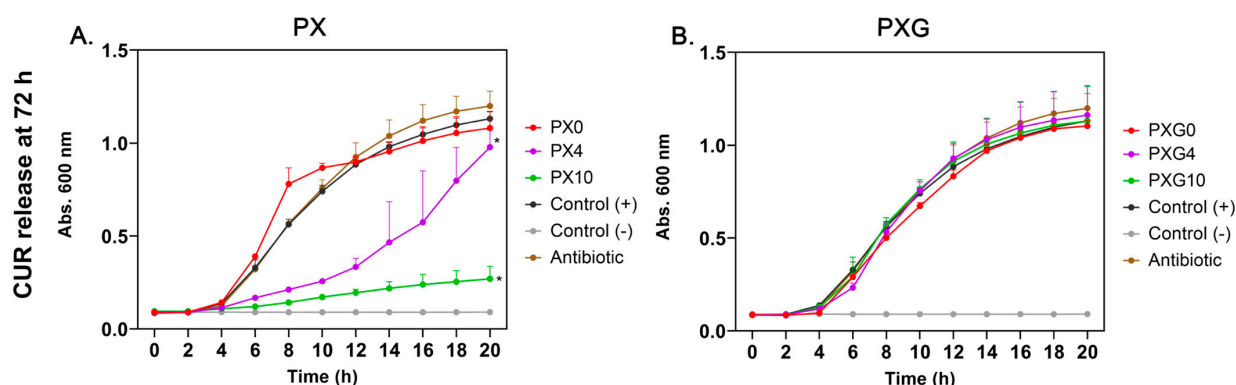 PX
PXG
CUR release at 72 h
A.
Abs. 600 nm
1.5
1.0
0.5
0.0
0 2 4 6 8 10 12 14 16 18 20
Time (h)
*
*
PX0
PX4
PX10
Control (+)
Control (-)
Antibiotic
B.
Abs. 600 nm
1.5
1.0
0.5
0.0
0 2 4 6 8 10 12 14 16 18 20
Time (h)
PXG0
PXG4
PXG10
Control (+)
Control (-)
Antibiotic